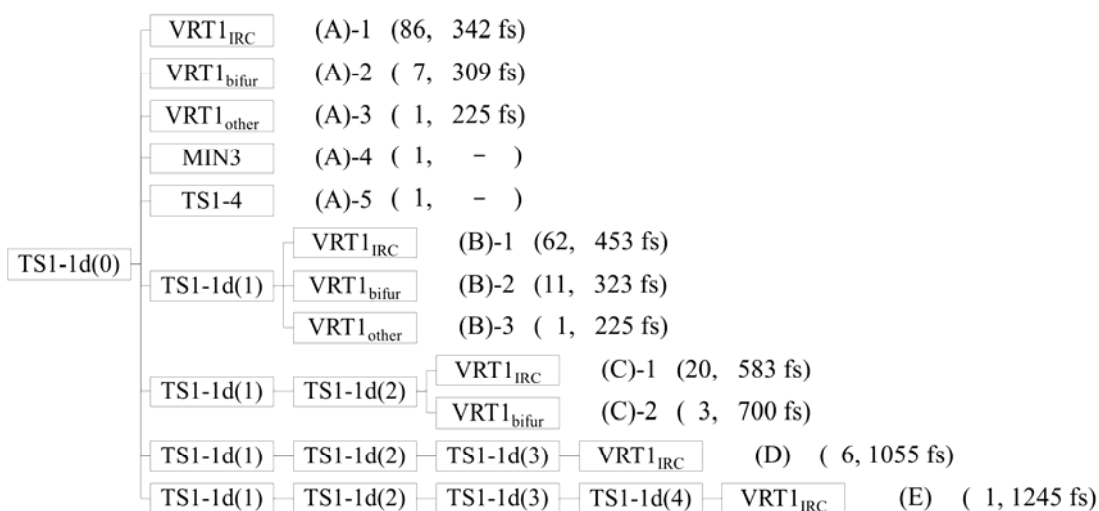 VRT1IRC (A)-1 (86, 342 fs)
VRT1bifur (A)-2 ( 7, 309 fs)
VRT1other (A)-3 ( 1, 225 fs)
MIN3 (A)-4 ( 1, － )
TS1-4 (A)-5 ( 1, － )
VRT1IRC (B)-1 (62, 453 fs)
TS1-1d(0) TS1-1d(1) VRT1bifur (B)-2 (11, 323 fs)
VRT1other (B)-3 ( 1, 225 fs)
VRT1IRC (C)-1 (20, 583 fs)
TS1-1d(1) TS1-1d(2) VRT1bifur (C)-2 ( 3, 700 fs)
TS1-1d(1) TS1-1d(2) TS1-1d(3) VRT1IRC (D) ( 6, 1055 fs)
TS1-1d(1) TS1-1d(2) TS1-1d(3) TS1-1d(4) VRT1IRC (E) ( 1, 1245 fs)